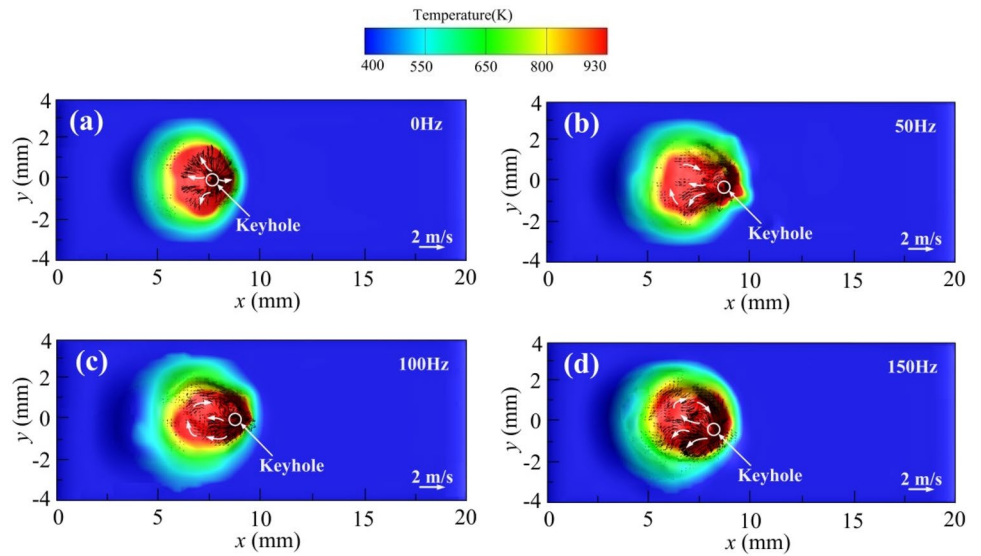 Temperature(K)
400 550 650 800 930
(a) 0Hz
4
2
0
-2
-4
y (mm)
Keyhole
2 m/s
0 5 10 15 20
x (mm)
(b) 50Hz
4
2
0
-2
-4
y (mm)
Keyhole
2 m/s
0 5 10 15 20
x (mm)
(c) 100Hz
4
2
0
-2
-4
y (mm)
Keyhole
2 m/s
0 5 10 15 20
x (mm)
(d) 150Hz
4
2
0
-2
-4
y (mm)
Keyhole
2 m/s
0 5 10 15 20
x (mm)